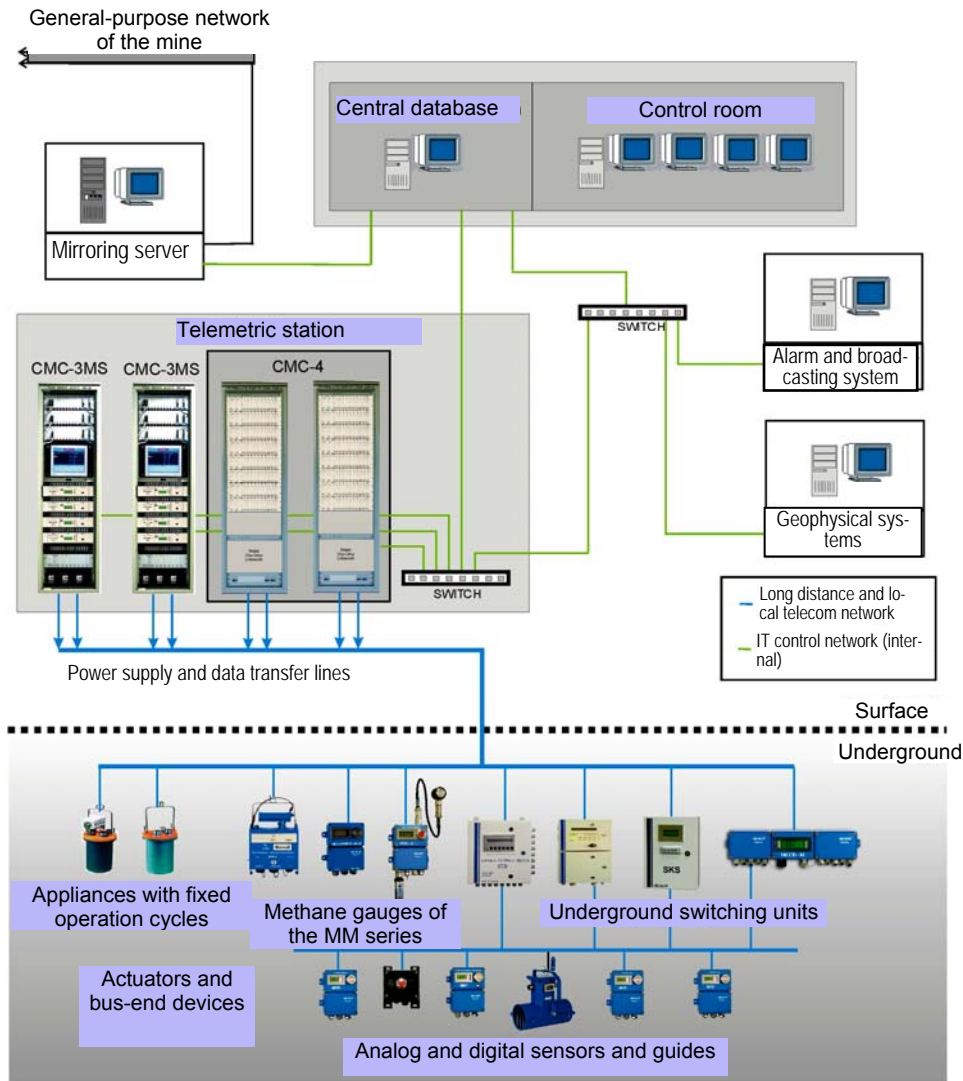 General-purpose network
of the mine
Central database
Control room
Mirroring server
SWITCH
Alarm and broad-
casting system
Telemetric station
CMC-3MS
CMC-3MS
CMC-4
Geophysical sys-
tems
SWITCH
Long distance and lo-
cal telecom network
IT control network (inter-
nal)
Power supply and data transfer lines
Surface
Underground
SKS
Appliances with fixed
operation cycles
Methane gauges of
the MM series
Underground switching units
Actuators and
bus-end devices
Analog and digital sensors and guides